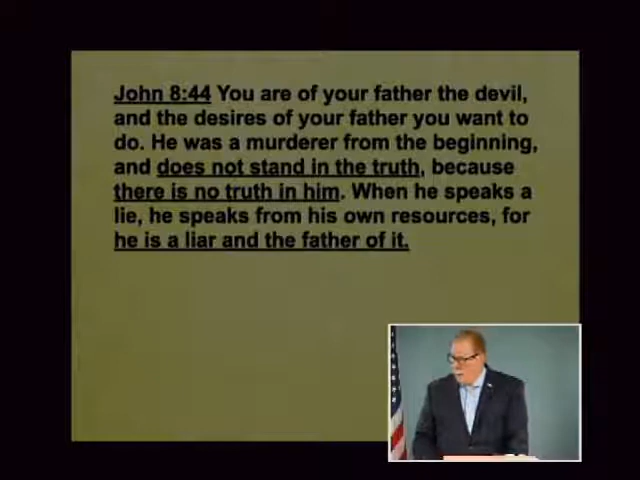 John 8:44 You are of your father the devil,
and the desires of your father you want to
do. He was a murderer from the beginning,
and does not stand in the truth, because
there is no truth in him. When he speaks a
lie, he speaks from his own resources, for
he is a liar and the father of it.